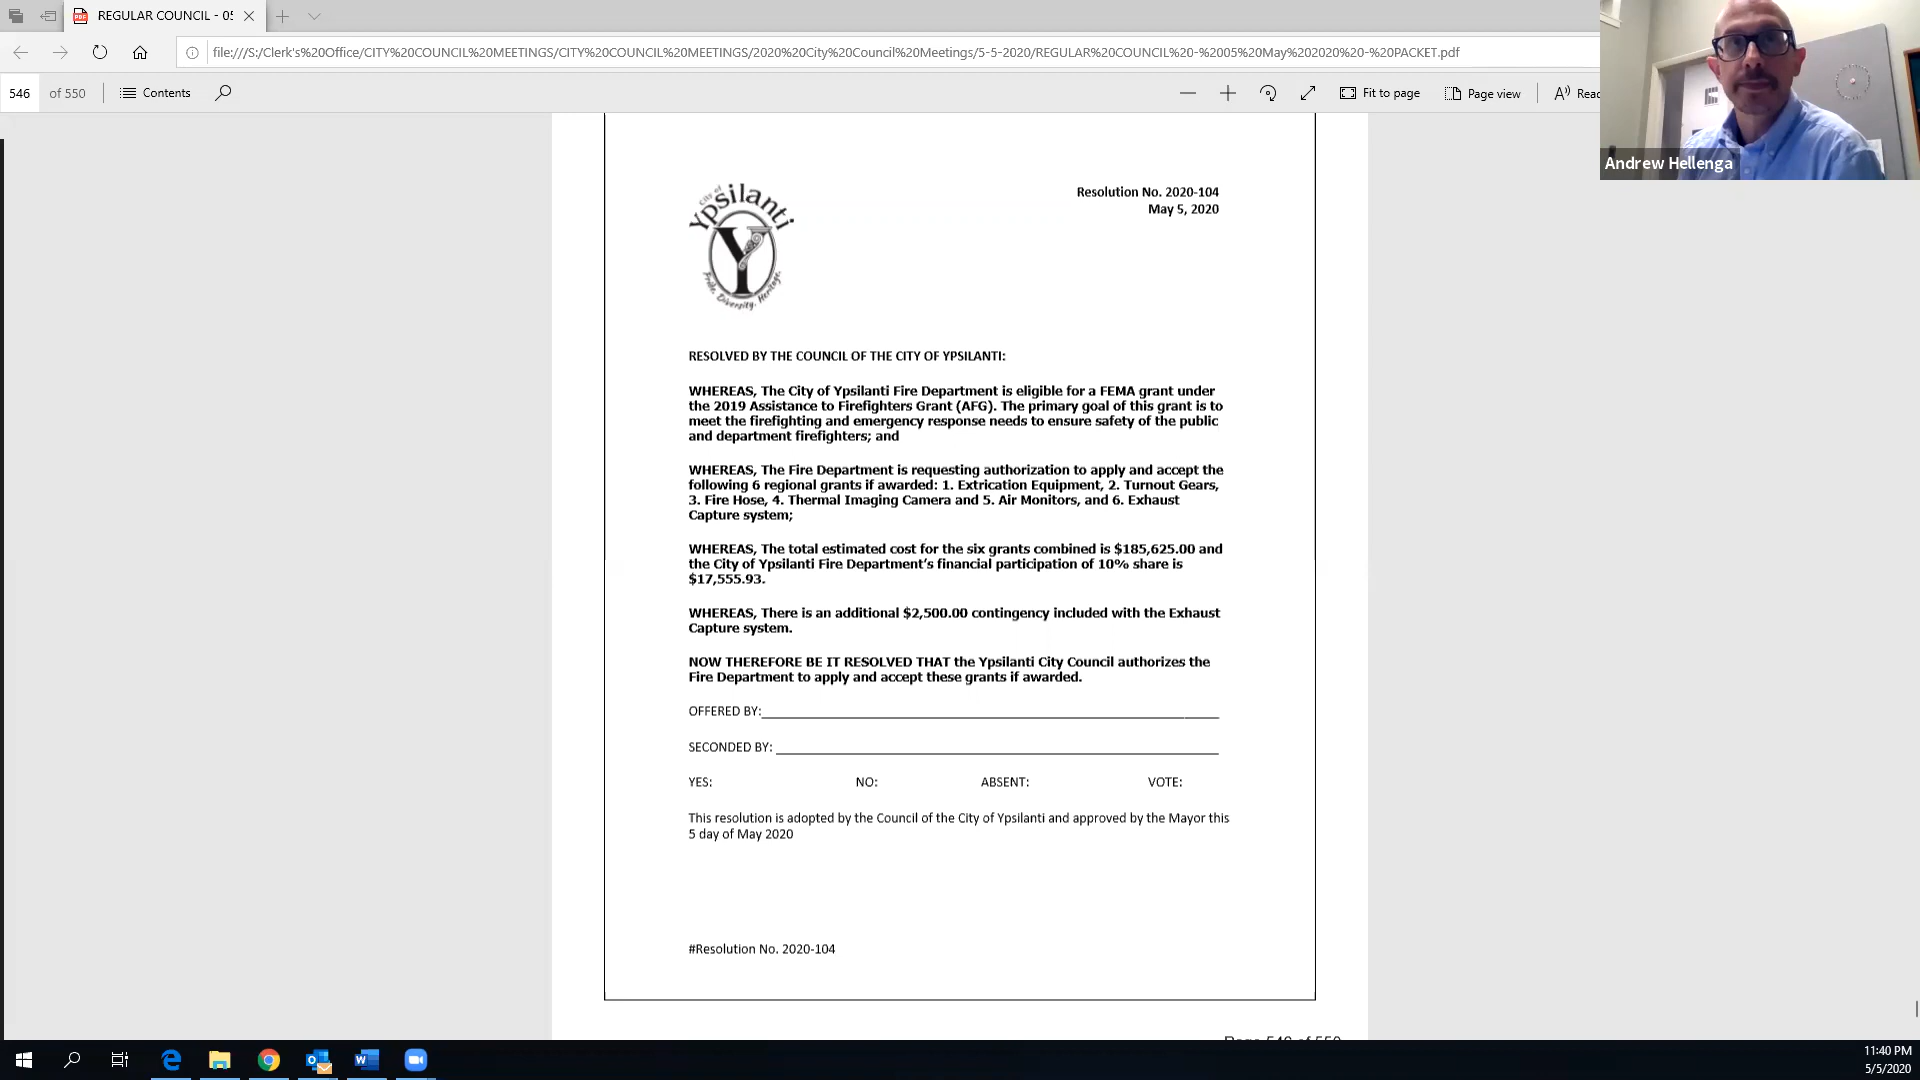 REGULAR COUNCIL - 05
file:///S:/Clerk's%20Office/CITY%20COUNCIL%20MEETINGS/CITY%20COUNCIL%20MEETINGS/2020%20City%20Council%20Meetings/5-5-2020/REGULAR%20COUNCIL%20-%2005%20May%202020%20-%20PACKET.pdf
546 of 550 Contents Fit to page Page view
Andrew Hellenga
City of
Ypsilanti
Y
Pride. Diversity. Heritage.
Resolution No. 2020-104
May 5, 2020
RESOLVED BY THE COUNCIL OF THE CITY OF YPSILANTI:
WHEREAS, The City of Ypsilanti Fire Department is eligible for a FEMA grant under
the 2019 Assistance to Firefighters Grant (AFG). The primary goal of this grant is to
meet the firefighting and emergency response needs to ensure safety of the public
and department firefighters; and
WHEREAS, The Fire Department is requesting authorization to apply and accept the
following 6 regional grants if awarded: 1. Extrication Equipment, 2. Turnout Gears,
3. Fire Hose, 4. Thermal Imaging Camera and 5. Air Monitors, and 6. Exhaust
Capture system;
WHEREAS, The total estimated cost for the six grants combined is $185,625.00 and
the City of Ypsilanti Fire Department's financial participation of 10% share is
$17,555.93.
WHEREAS, There is an additional $2,500.00 contingency included with the Exhaust
Capture system.
NOW THEREFORE BE IT RESOLVED THAT the Ypsilanti City Council authorizes the
Fire Department to apply and accept these grants if awarded.
OFFERED BY:
SECONDED BY:
YES: NO: ABSENT: VOTE:
This resolution is adopted by the Council of the City of Ypsilanti and approved by the Mayor this
5 day of May 2020
#Resolution No. 2020-104
Page 546 of 550
11:40 PM
5/5/2020